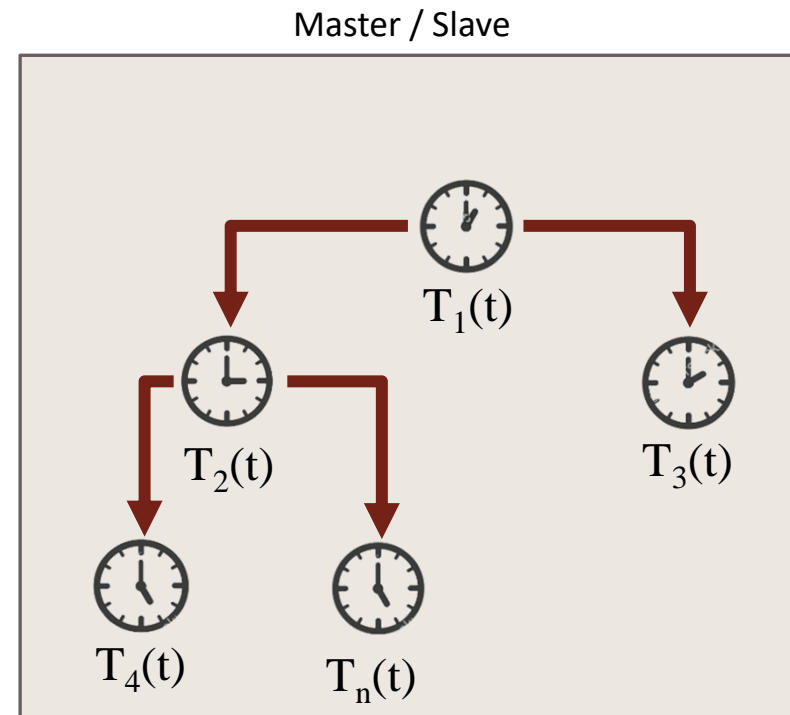 Master / Slave
T₁(t)
T₂(t)
T₃(t)
T₄(t)
Tₙ(t)